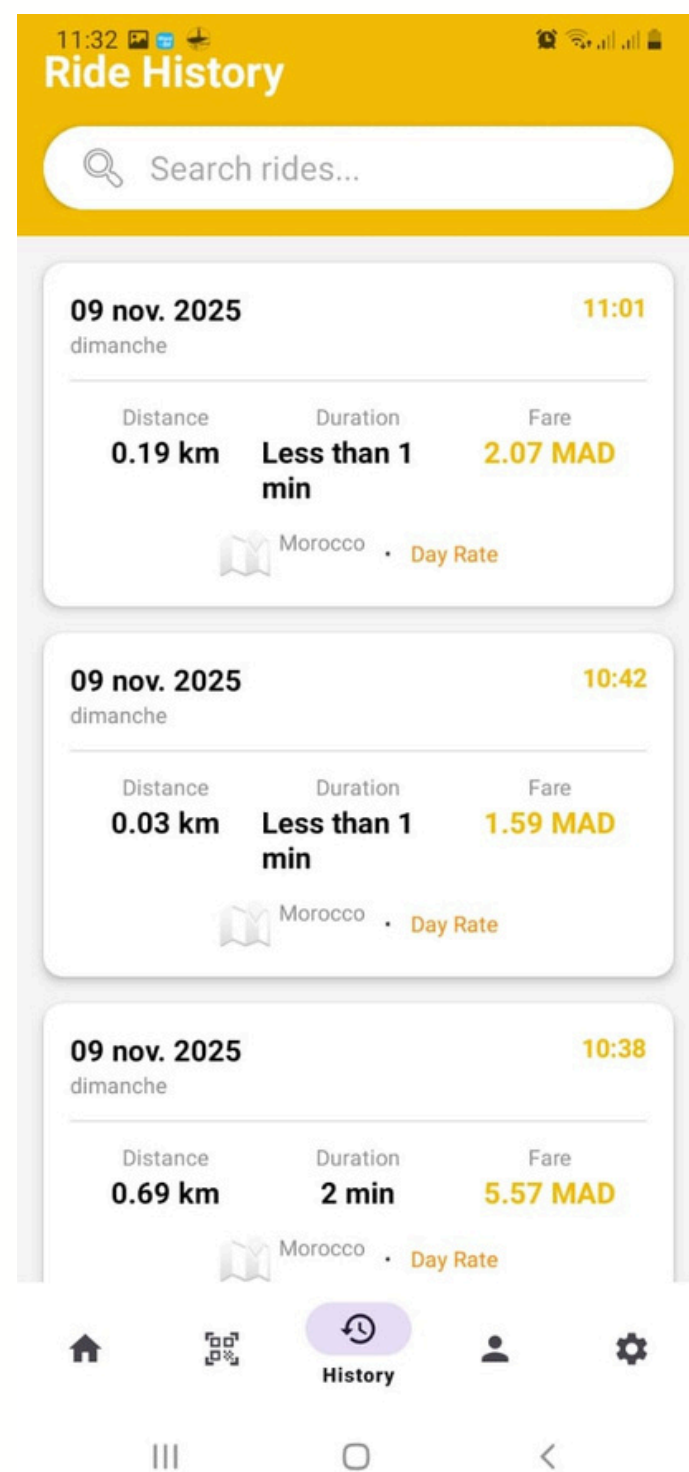 11:32
Ride History
Search rides...
09 nov. 2025 11:01
dimanche
Distance Duration Fare
0.19 km Less than 1 min 2.07 MAD
Morocco · Day Rate
09 nov. 2025 10:42
dimanche
Distance Duration Fare
0.03 km Less than 1 min 1.59 MAD
Morocco · Day Rate
09 nov. 2025 10:38
dimanche
Distance Duration Fare
0.69 km 2 min 5.57 MAD
Morocco · Day Rate
History